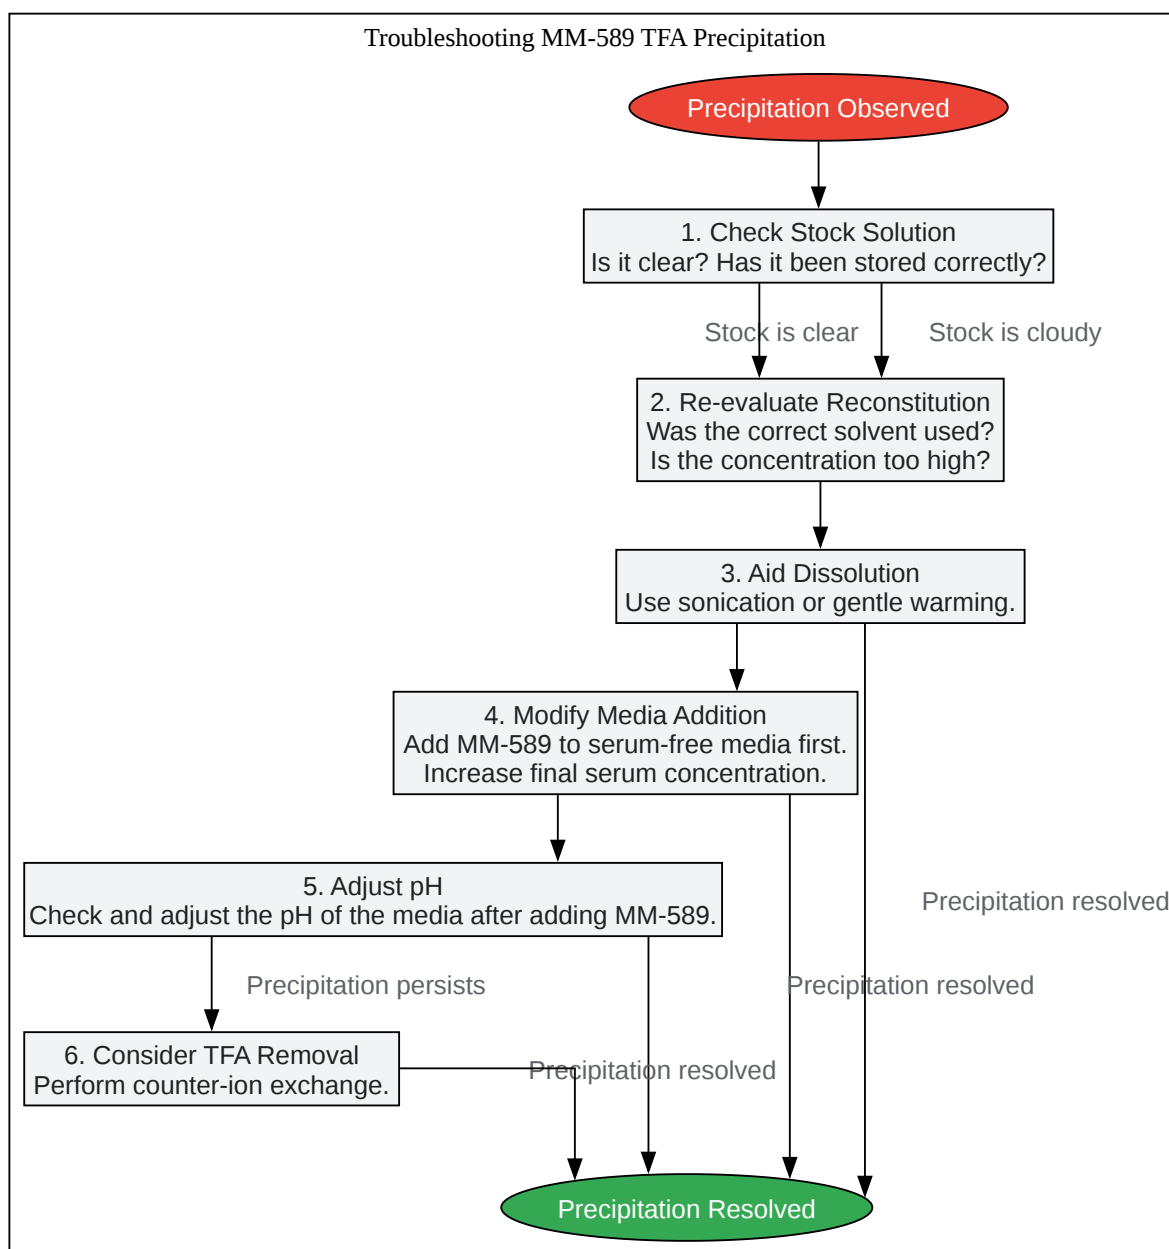 Troubleshooting MM-589 TFA Precipitation
Precipitation Observed
1. Check Stock Solution
Is it clear? Has it been stored correctly?
Stock is clear
Stock is cloudy
2. Re-evaluate Reconstitution
Was the correct solvent used?
Is the concentration too high?
3. Aid Dissolution
Use sonication or gentle warming.
4. Modify Media Addition
Add MM-589 to serum-free media first.
Increase final serum concentration.
5. Adjust pH
Check and adjust the pH of the media after adding MM-589.
Precipitation resolved
Precipitation persists
Precipitation resolved
6. Consider TFA Removal
Perform counter-ion exchange.
Precipitation resolved
Precipitation Resolved